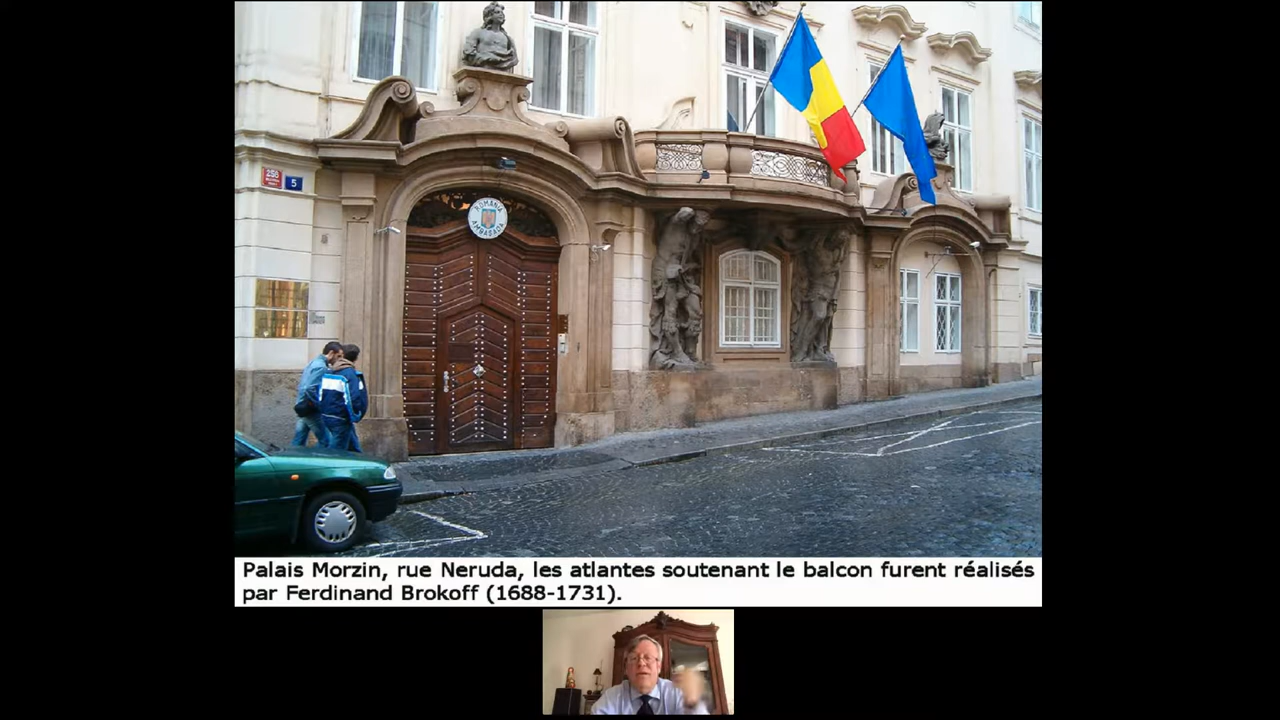 258
5
ROMANIA
AMBASADA
Palais Morzin, rue Neruda, les atlantes soutenant le balcon furent réalisés
par Ferdinand Brokoff (1688-1731).